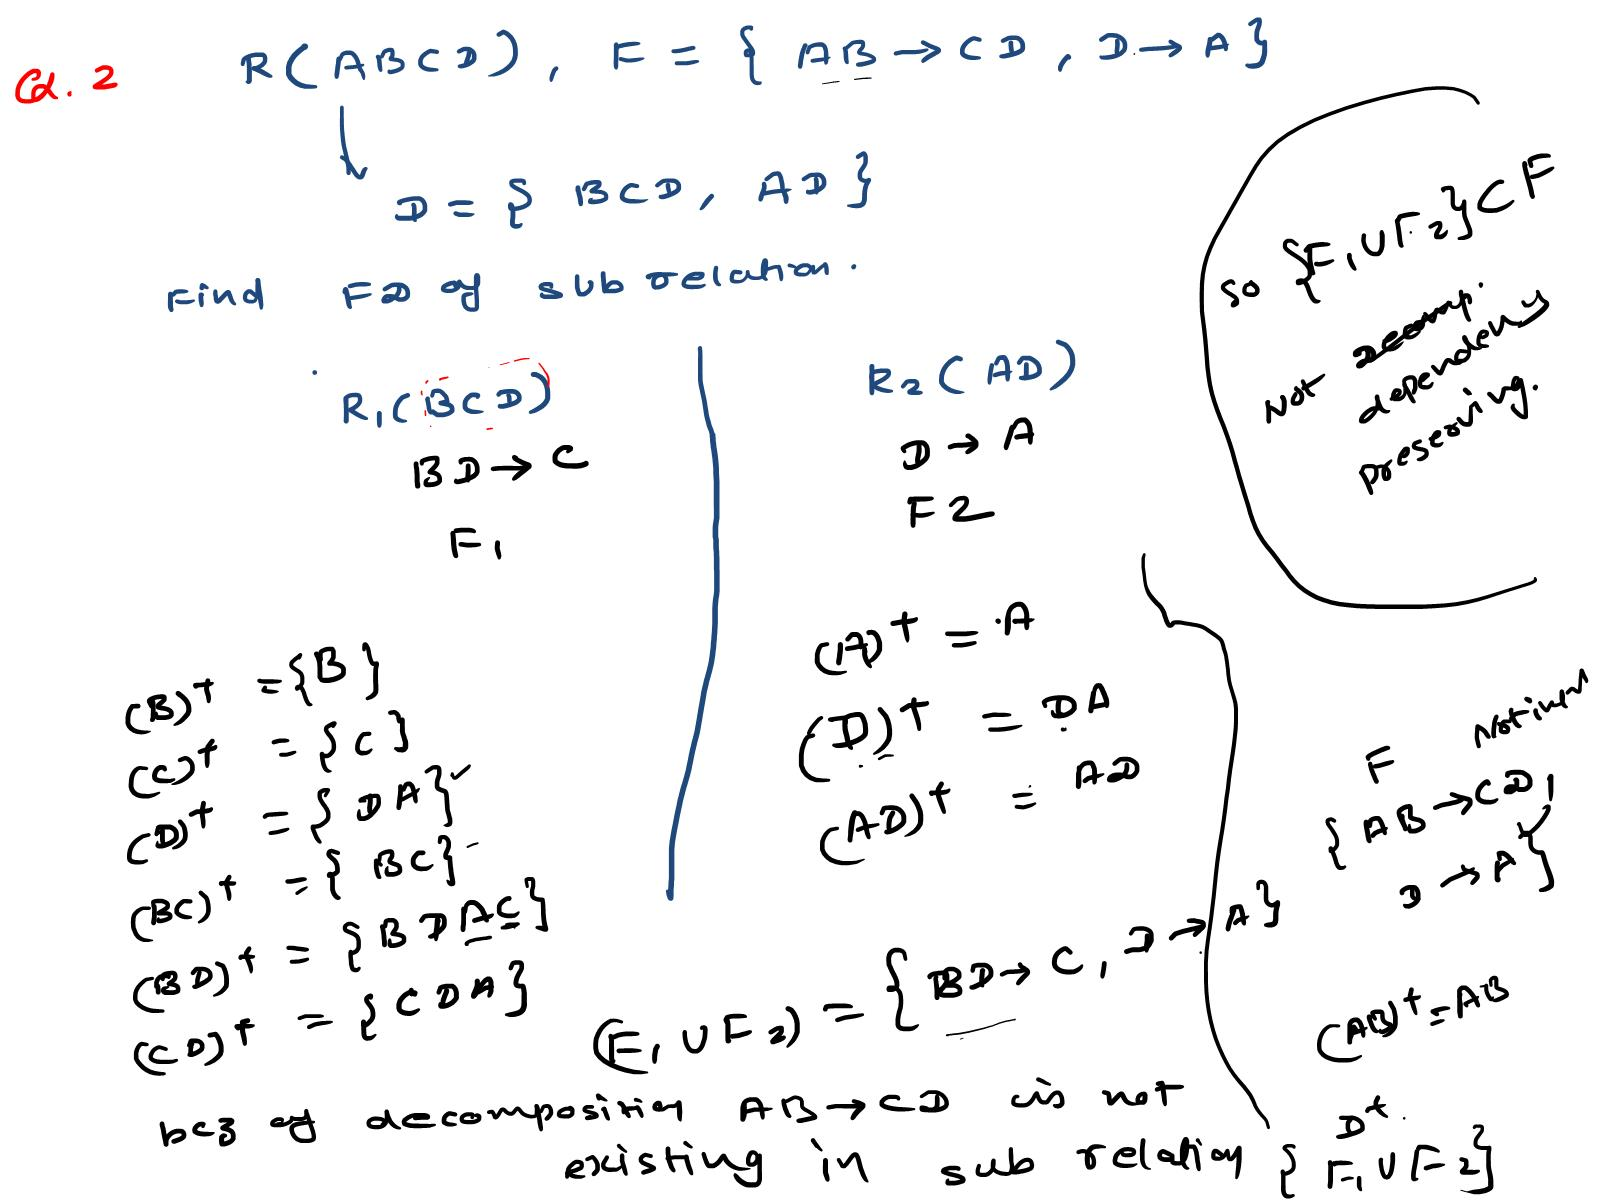 Q.2 R(ABCD), F = { AB → CD, D → A}
D = { BCD, AD}
Find FD of sub relation.
R1(BCD)
BD → C
F1
R2(AD)
D → A
F2
(B)+ = {B}
(C)+ = {C}
(D)+ = {DA}✓
(BC)+ = {BC}
(BD)+ = {BDAC}
(CD)+ = {CDA}
(A)+ = A
(D)+ = DA
(AD)+ = AD
(F1 ∪ F2) = { BD → C, D → A}
bcz of decomposition AB → CD is not
existing in sub relation
so {F1 ∪ F2} ⊂ F
Not
dependency
preserving.
F
{ AB → CD,
D → A }
(AB)+ = AB
D+
{ F1 ∪ F2}